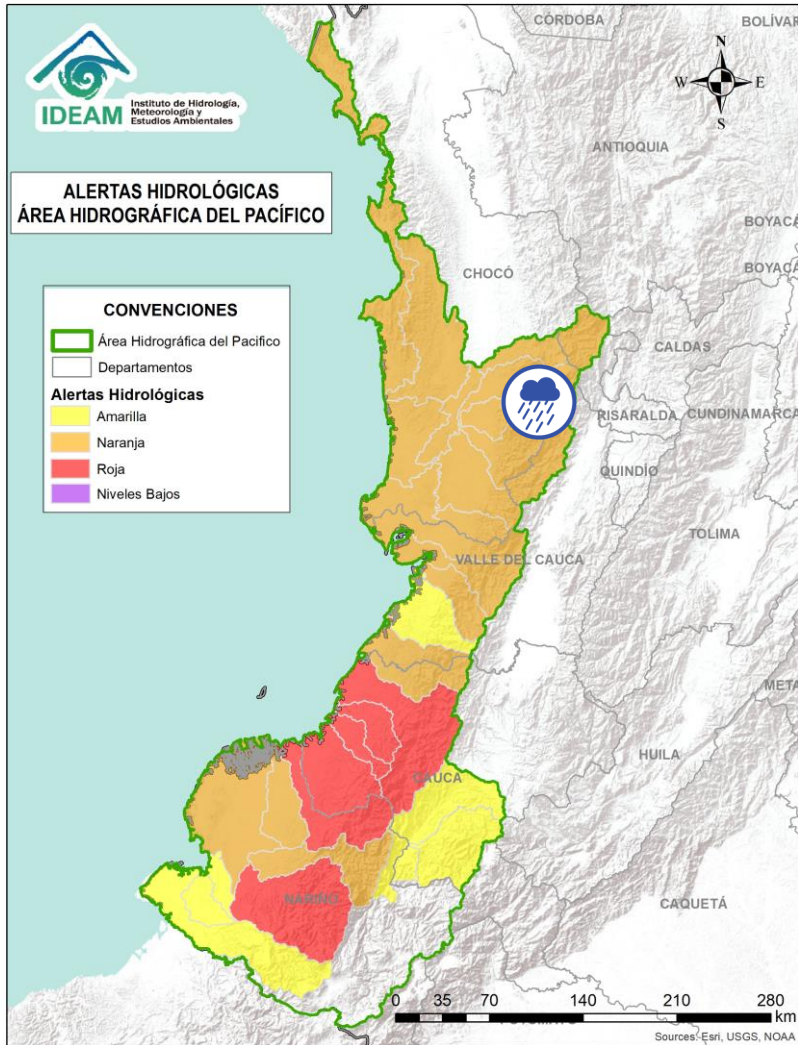 CÓRDOBA
BOLÍVAR
N
W
E
S
IDEAM
Instituto de Hidrología,
Meteorología y
Estudios Ambientales
ANTIOQUIA
ALERTAS HIDROLÓGICAS
ÁREA HIDROGRÁFICA DEL PACÍFICO
BOYACÁ
BOYACÁ
CHOCÓ
CONVENCIONES
Área Hidrográfica del Pacifico
Departamentos
Alertas Hidrológicas
Amarilla
Naranja
Roja
Niveles Bajos
CALDAS
RISARALDA
CUNDINAMARCA
QUINDÍO
TOLIMA
VALLE DEL CAUCA
META
HUILA
CAUCA
NARIÑO
CAQUETÁ
0 35 70 140 210 280
km
Sources: Esri, USGS, NOAA